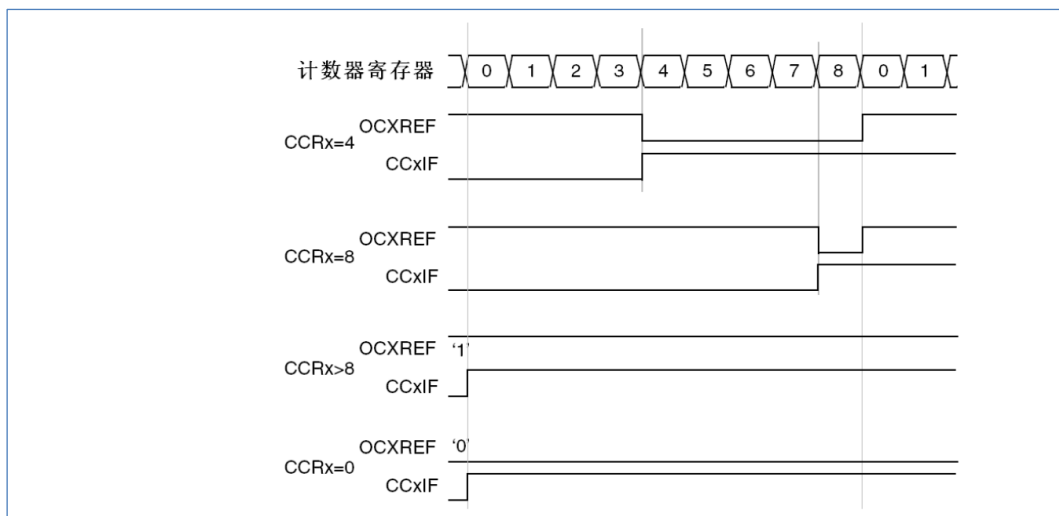 计数器寄存器 0 1 2 3 4 5 6 7 8 0 1
CCRx=4 OCXREF
CCxIF
CCRx=8 OCXREF
CCxIF
CCRx>8 OCXREF ‘1’
CCxIF
CCRx=0 OCXREF ‘0’
CCxIF